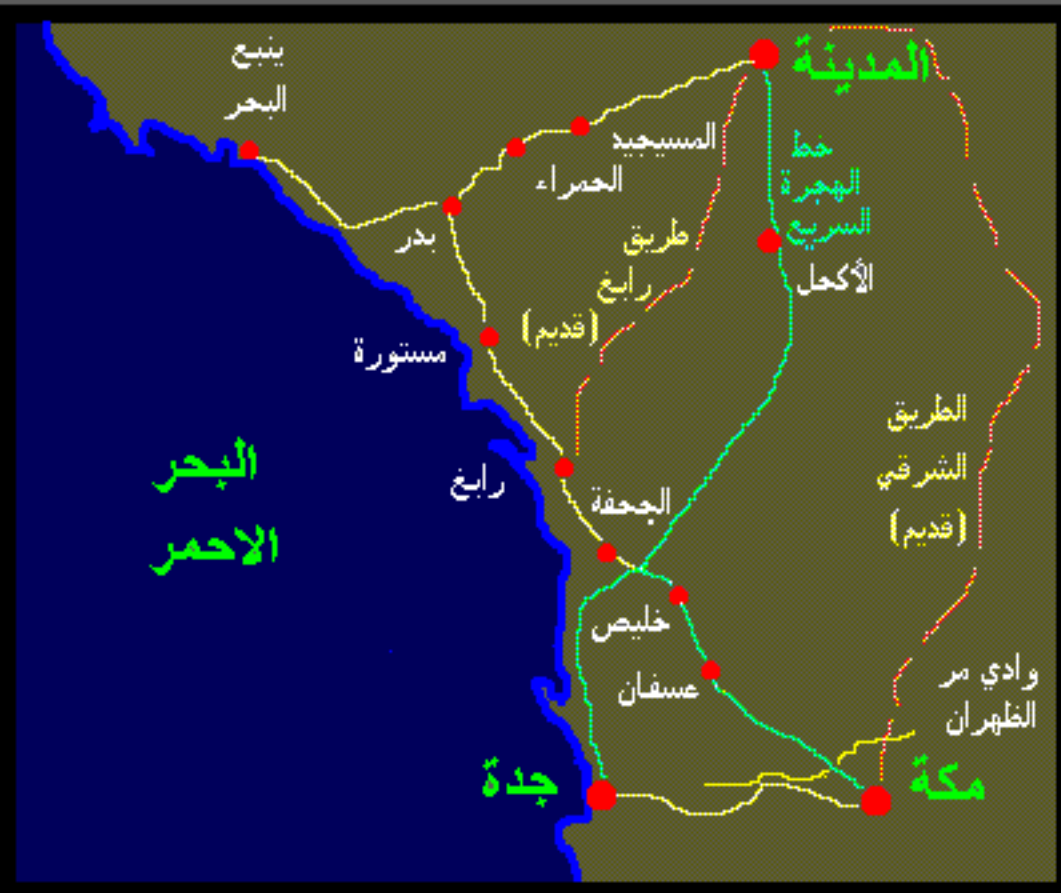 ينبع
البحر
المدينة
المسيجيد
الحمراء
خط
الهجرة
السريع
بدر
طريق
رابغ
(قديم)
الأكحل
مستورة
الطريق
الشرقي
(قديم)
البحر
الاحمر
رابغ
الجحفة
خليص
عسفان
وادي مر
الظهران
جدة
مكة